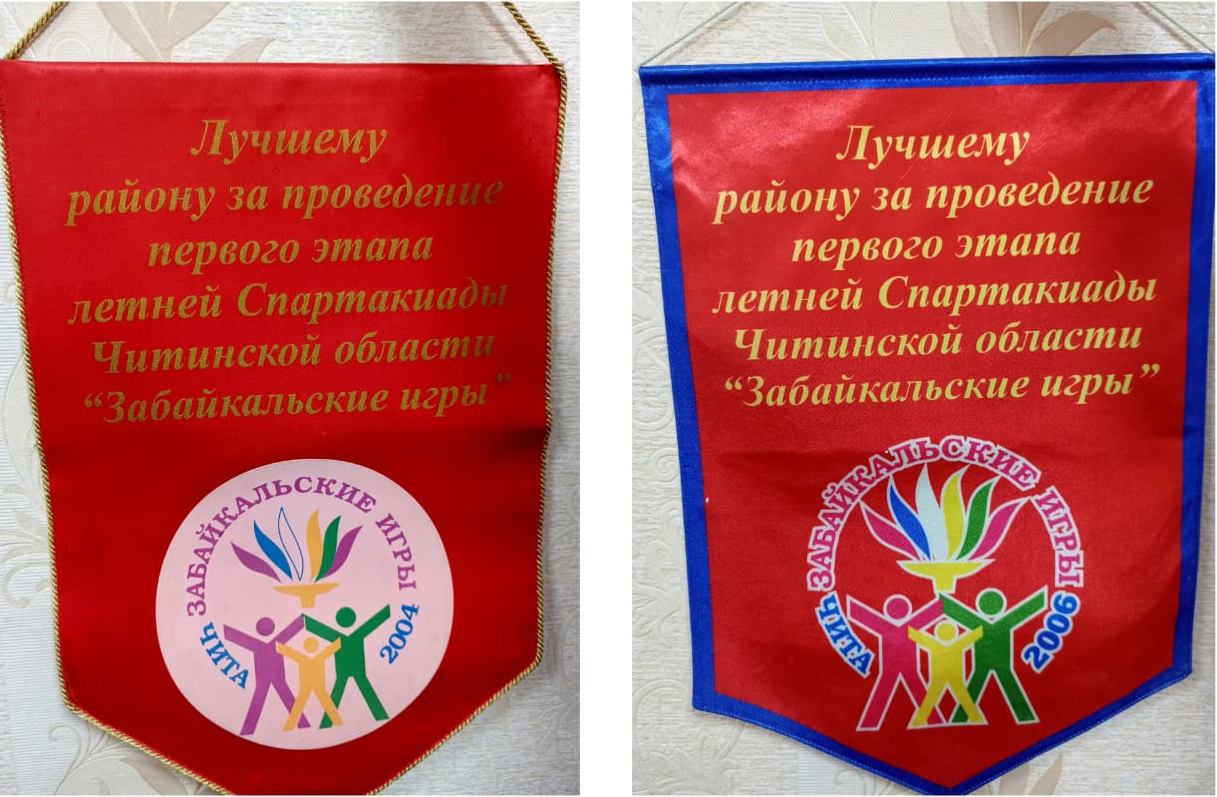 Лучшему
району за проведение
первого этапа
летней Спартакиады
Читинской области
“Забайкальские игры”
ЗАБАЙКАЛЬСКИЕ ИГРЫ
ЧИТА 2004
Лучшему
району за проведение
первого этапа
летней Спартакиады
Читинской области
“Забайкальские игры”
ЗАБАЙКАЛЬСКИЕ ИГРЫ
ЧИТА 2006